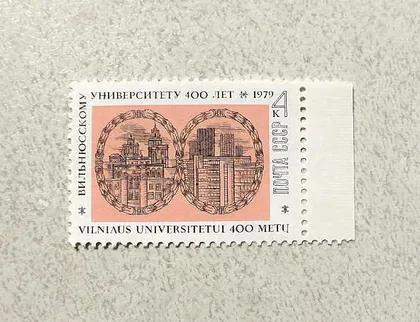 ВИЛЬНЮССКОМУ УНИВЕРСИТЕТУ 400 ЛЕТ * 1979
4 К
ПОЧТА СССР
VILNIAUS UNIVERSITETUI 400 METŲ